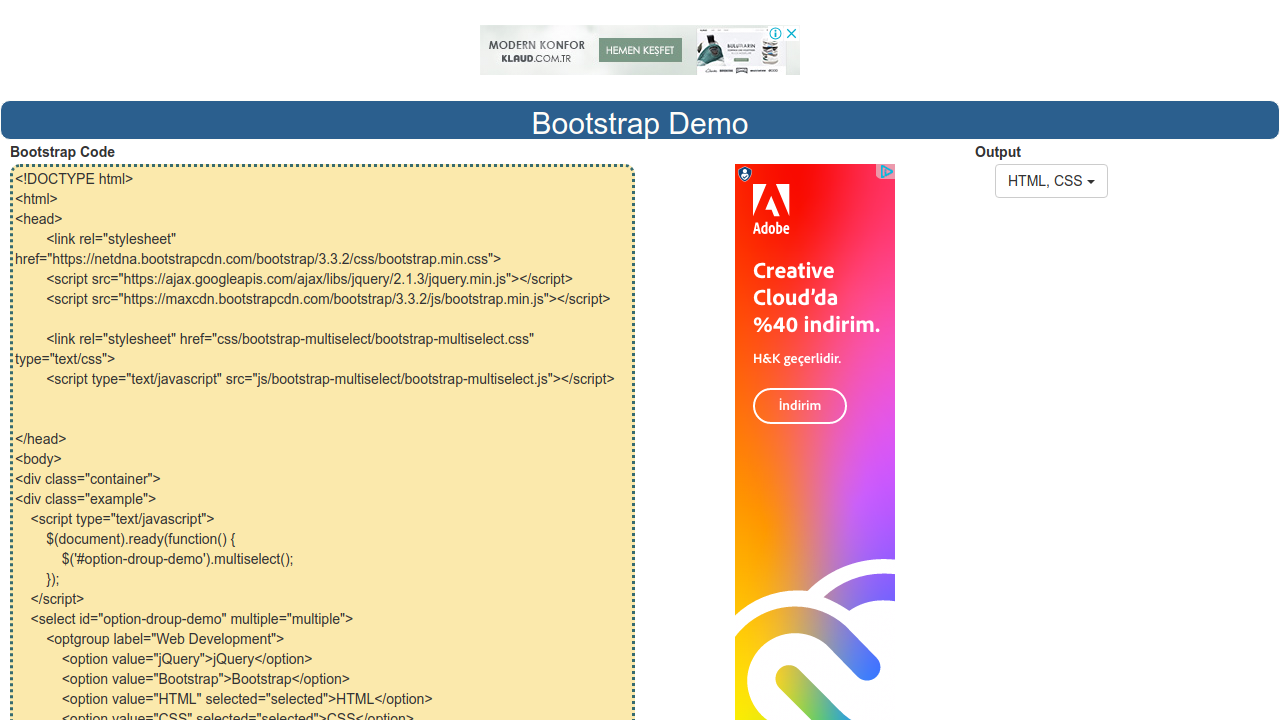 MODERN KONFOR
KLAUD.COM.TR
HEMEN KEŞFET
Bootstrap Demo
Bootstrap Code
Output
<!DOCTYPE html>
<html>
<head>
<link rel="stylesheet"
href="https://netdna.bootstrapcdn.com/bootstrap/3.3.2/css/bootstrap.min.css">
<script src="https://ajax.googleapis.com/ajax/libs/jquery/2.1.3/jquery.min.js"></script>
<script src="https://maxcdn.bootstrapcdn.com/bootstrap/3.3.2/js/bootstrap.min.js"></script>
<link rel="stylesheet" href="css/bootstrap-multiselect/bootstrap-multiselect.css"
type="text/css">
<script type="text/javascript" src="js/bootstrap-multiselect/bootstrap-multiselect.js"></script>
</head>
<body>
<div class="container">
<div class="example">
<script type="text/javascript">
$(document).ready(function() {
$('#option-droup-demo').multiselect();
});
</script>
<select id="option-droup-demo" multiple="multiple">
<optgroup label="Web Development">
<option value="jQuery">jQuery</option>
<option value="Bootstrap">Bootstrap</option>
<option value="HTML" selected="selected">HTML</option>
<option value="CSS" selected="selected">CSS</option>
Adobe
Creative
Cloud’da
%40 indirim.
H&K geçerlidir.
İndirim
HTML, CSS